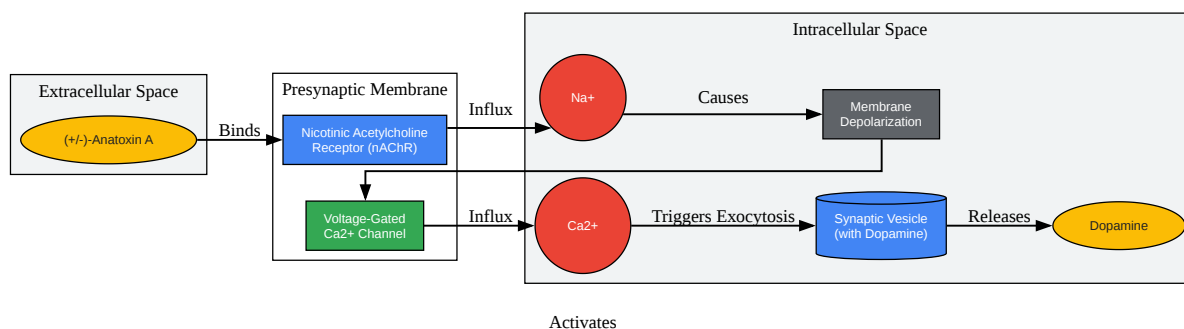 Intracellular Space
Extracellular Space
Presynaptic Membrane
(+/-)-Anatoxin A
Binds
Nicotinic Acetylcholine
Receptor (nAChR)
Influx
Na+
Causes
Membrane
Depolarization
Voltage-Gated
Ca2+ Channel
Influx
Ca2+
Triggers Exocytosis
Synaptic Vesicle
(with Dopamine)
Releases
Dopamine
Activates